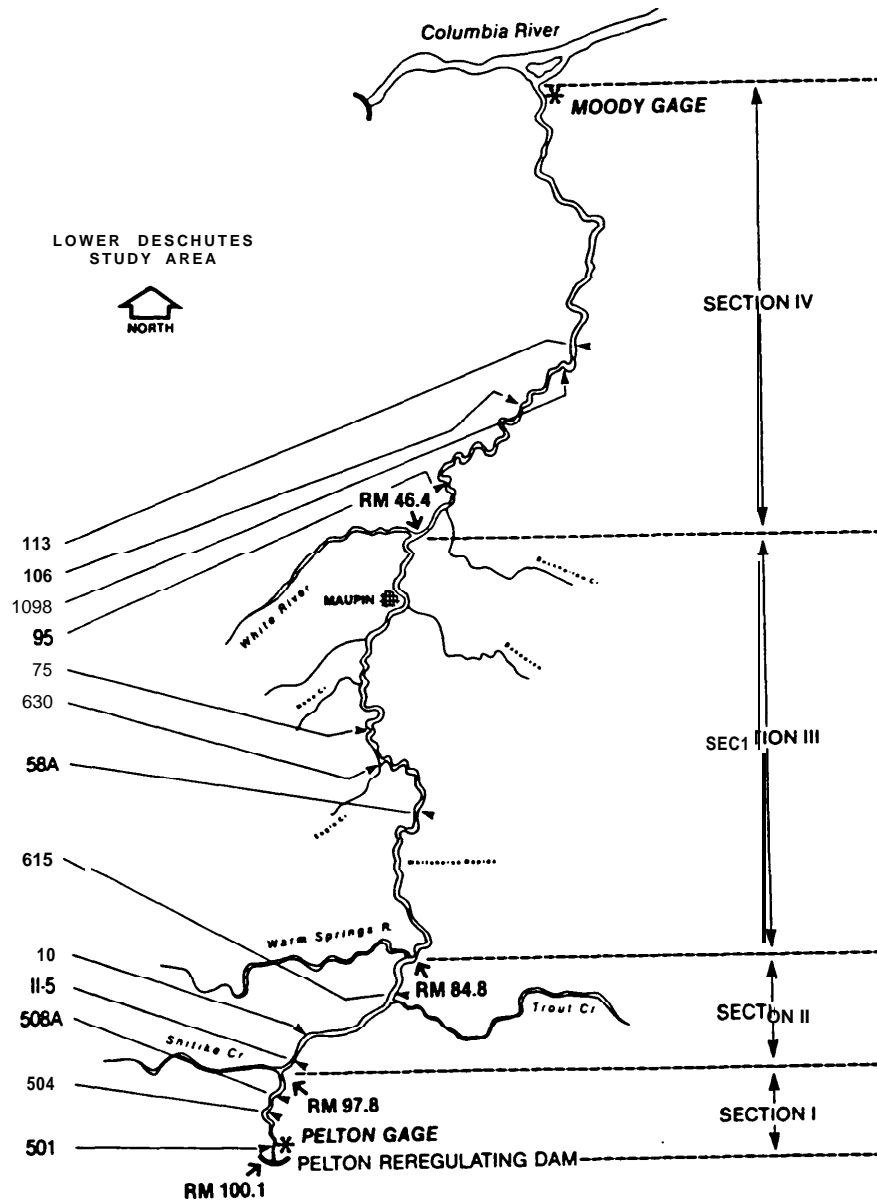 Columbia River
MOODY GAGE
LOWER DESCHUTES
STUDY AREA
NORTH
SECTION IV
RM 46.4
113
106
1098
95
75
630
58A
615
10
II-5
508A
504
501
White River
MAUPIN
SEC1 TION III
Warm Springs R.
RM 84.8
Trout Cr
SECTION II
Shitike Cr
RM 97.8
SECTION I
PELTON GAGE
PELTON REREGULATING DAM
RM 100.1